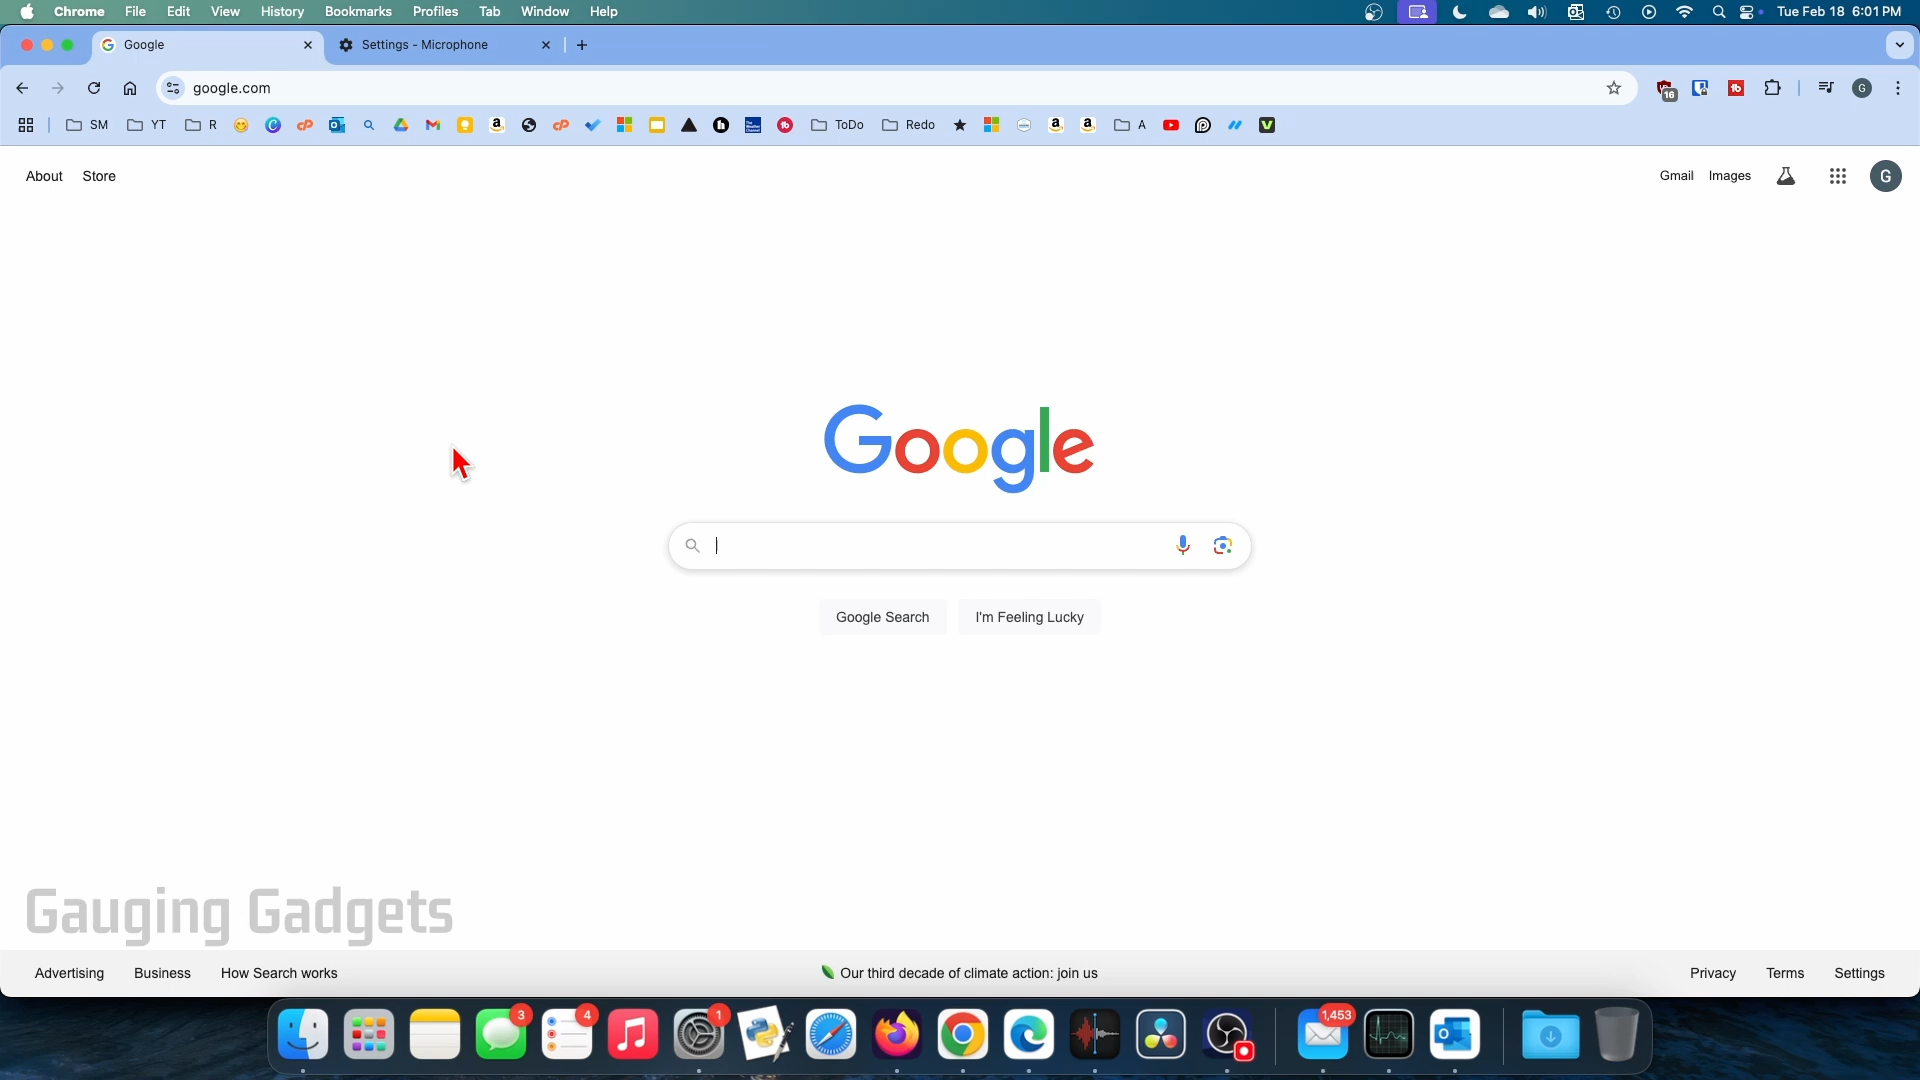 Chrome File Edit View History Bookmarks Profiles Tab Window Help Tue Feb 18 6:01 PM
Google Settings - Microphone
google.com 16 G
SM YT R ToDo Redo A
About Store Gmail Images G
Google
Google Search I'm Feeling Lucky
Gauging Gadgets
Advertising Business How Search works Our third decade of climate action: join us Privacy Terms Settings
3 4 1 1,453